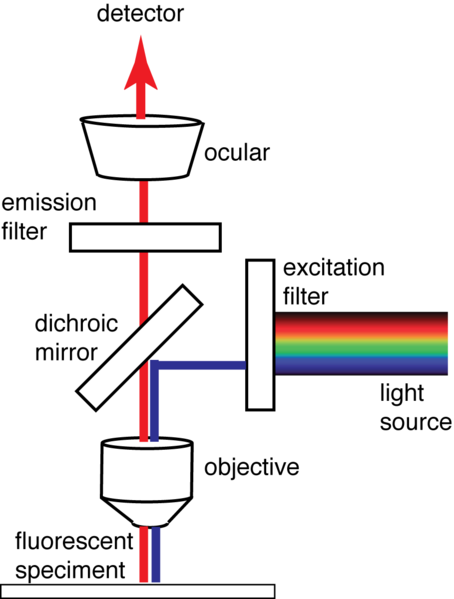 detector
ocular
emission
filter
excitation
filter
dichroic
mirror
light
source
objective
fluorescent
speciment